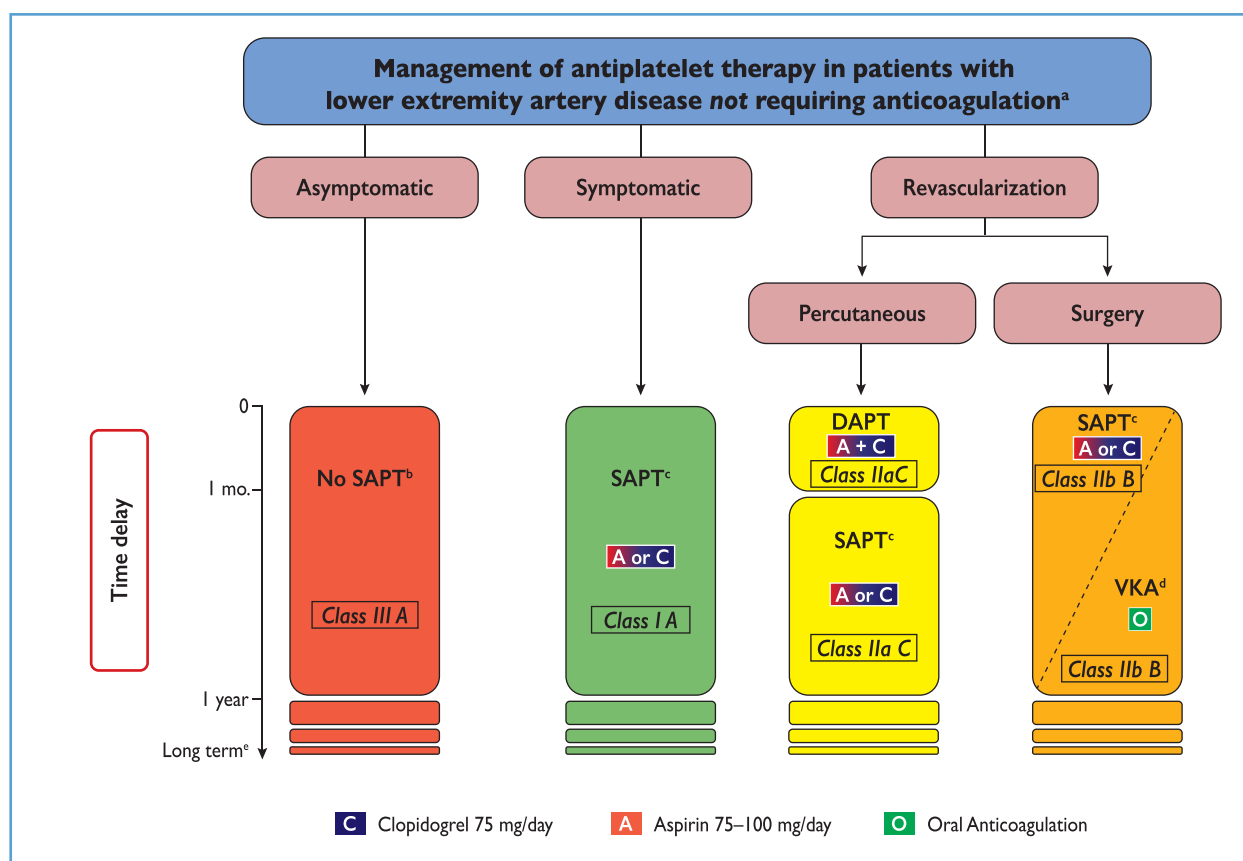 Management of antiplatelet therapy in patients with
lower extremity artery disease not requiring anticoagulationᵃ
Asymptomatic
Symptomatic
Revascularization
Percutaneous
Surgery
Time delay
0
1 mo.
1 year
Long termᵉ
No SAPTᵇ
Class III A
SAPTᶜ
A or C
Class I A
DAPT
A + C
Class IIaC
SAPTᶜ
A or C
Class IIa C
SAPTᶜ
A or C
Class IIb B
VKAᵈ
O
Class IIb B
C Clopidogrel 75 mg/day
A Aspirin 75–100 mg/day
O Oral Anticoagulation